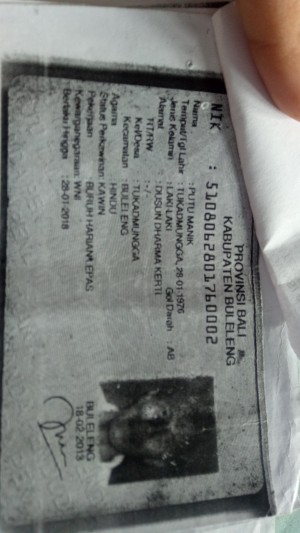 PROVINSI BALI
KABUPATEN BULELENG
NIK : 5108062801760002
Nama : PUTU MANIK
Tempat/Tgl Lahir : TUKADMUNGGA, 28-01-1976
Jenis Kelamin : LAKI-LAKI Gol Darah : AB
Alamat : DUSUN DHARMA KERTI
RT/RW : -/-
Kel/Desa : TUKADMUNGGA
Kecamatan : BULELENG
Agama : HINDU
Status Perkawinan: KAWIN
Pekerjaan : BURUH HARIAN LEPAS
Kewarganegaraan: WNI
Berlaku Hingga : 28-01-2018
BULELENG
18-02-2013